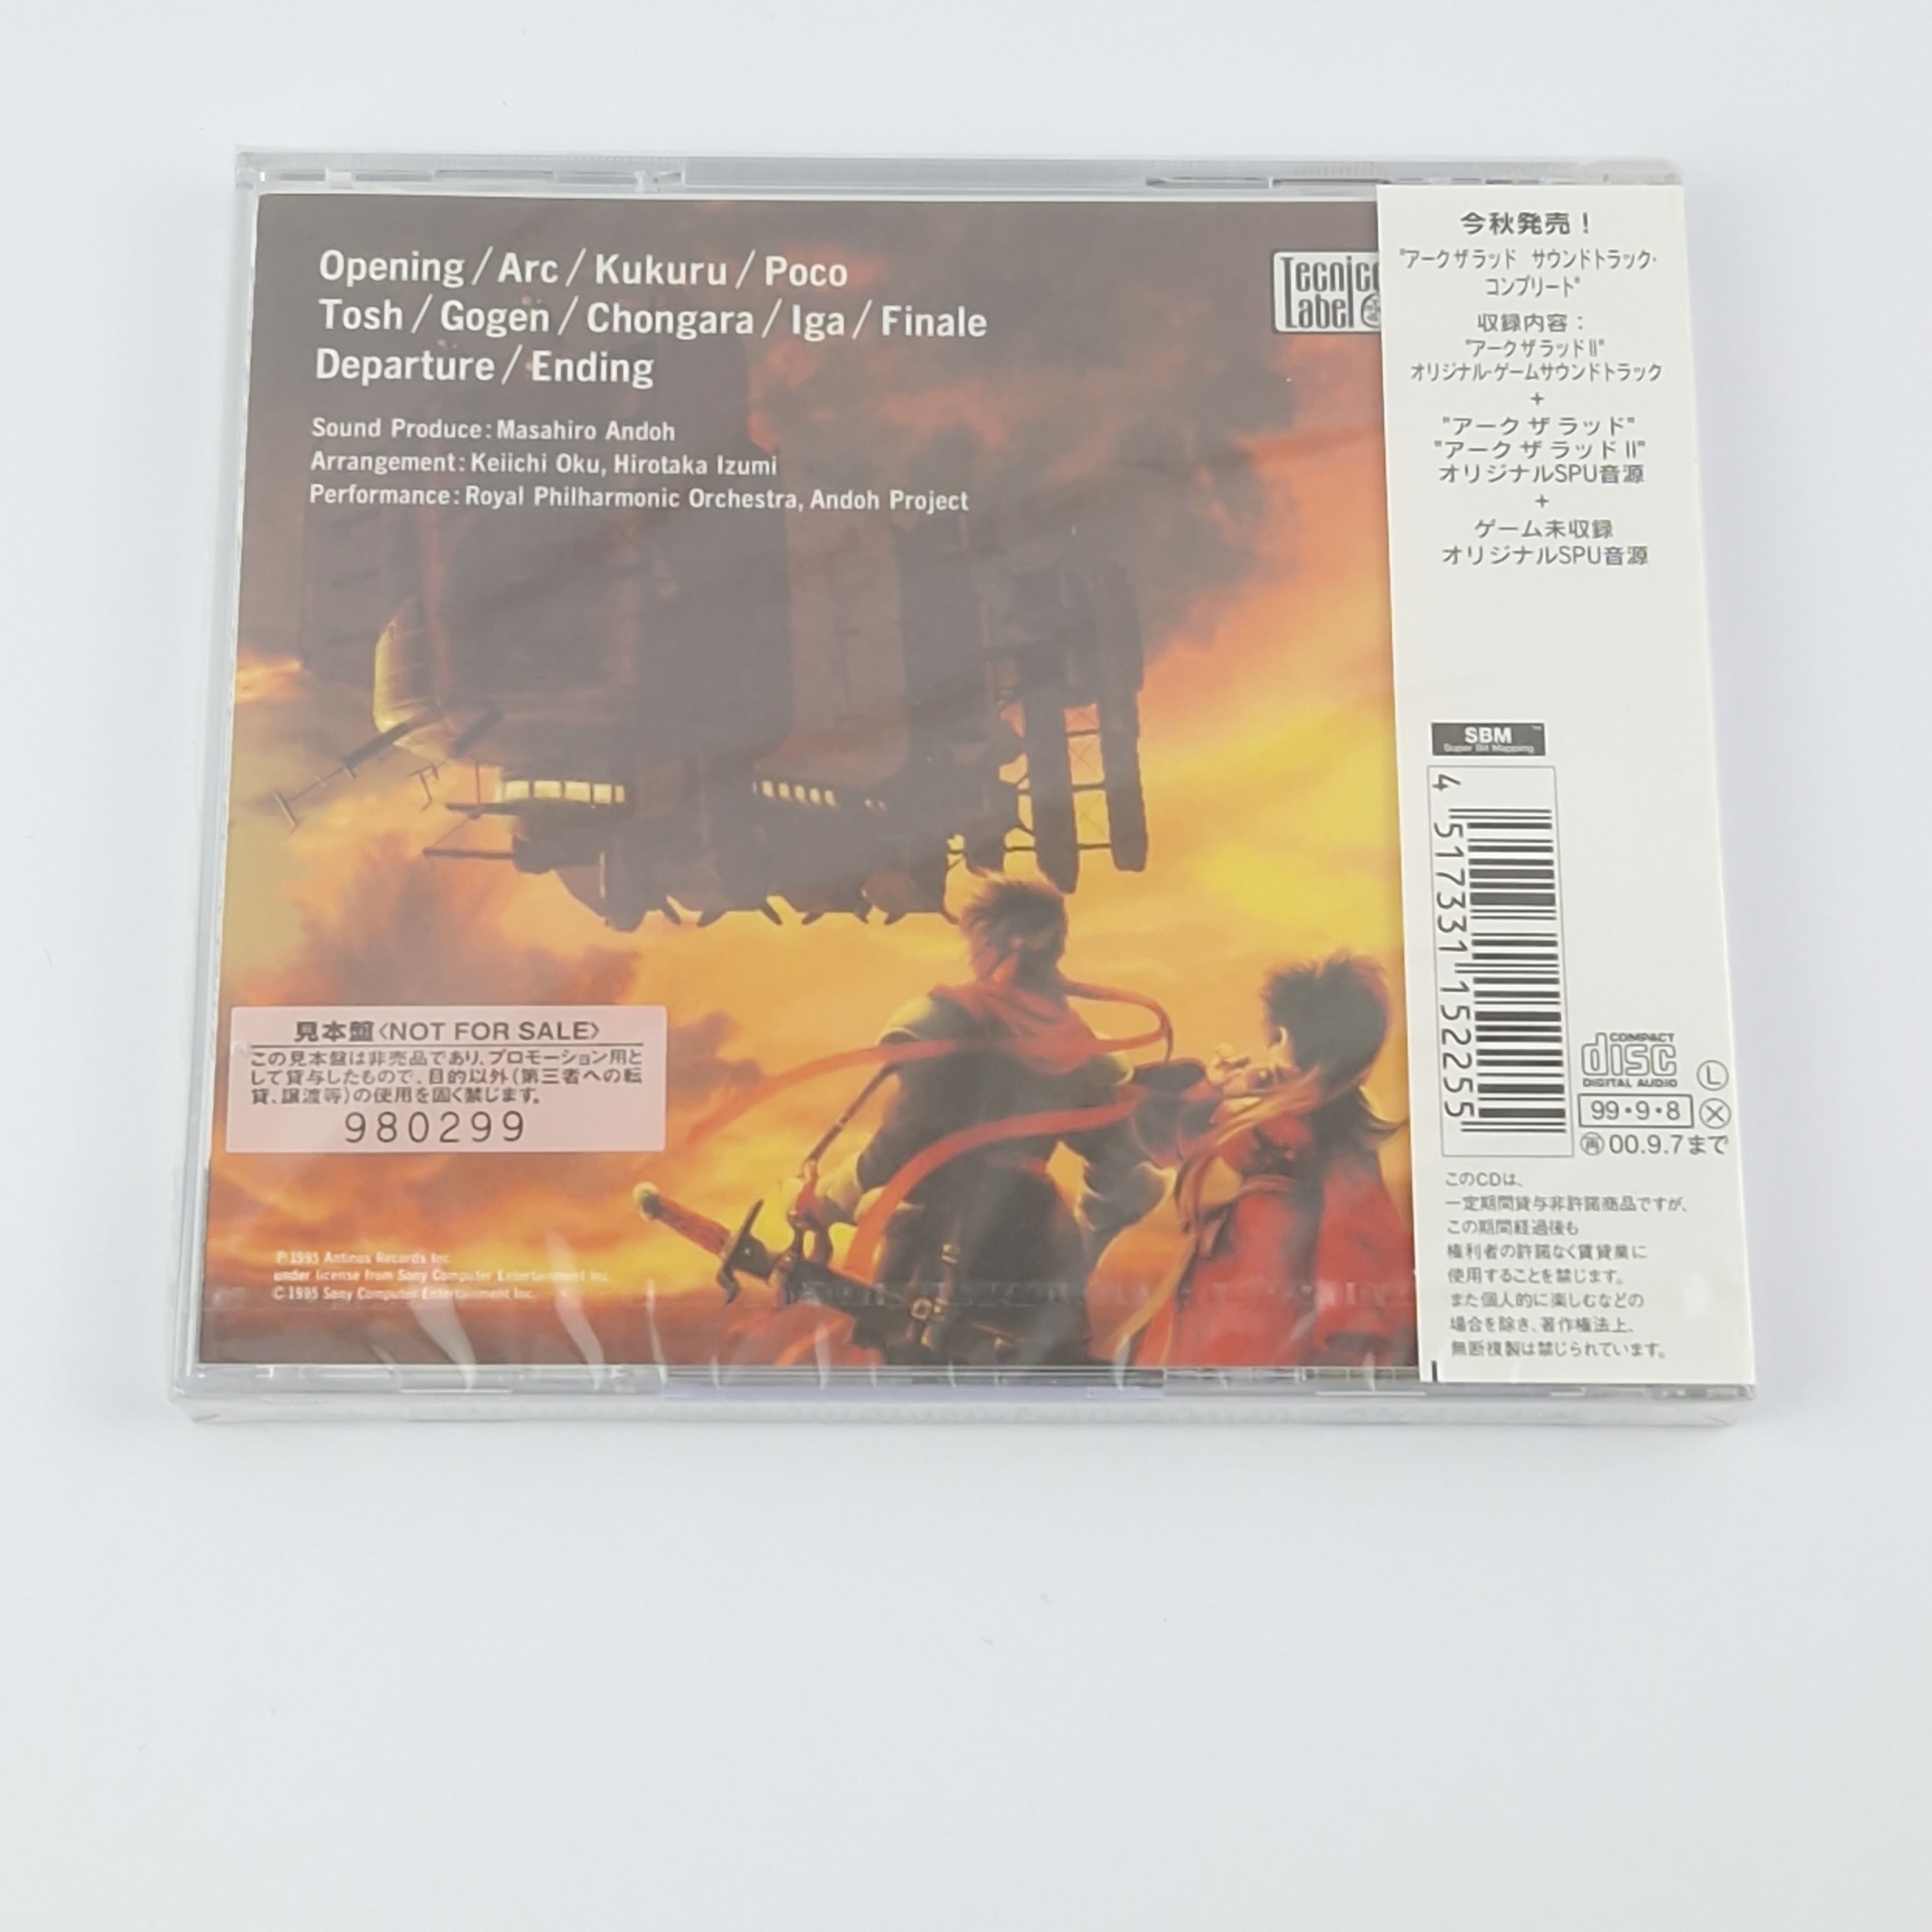 Opening / Arc / Kukuru / Poco
Tosh / Gogen / Chongara / Iga / Finale
Departure / Ending
Sound Produce: Masahiro Andoh
Arrangement: Keiichi Oku, Hirotaka Izumi
Performance: Royal Philharmonic Orchestra, Andoh Project
Label
見本盤〈NOT FOR SALE〉
この見本盤は非売品であり、プロモーション用と
して貸与したもので、目的以外(第三者への転
貸、譲渡等)の使用を固く禁じます。
980299
℗1995 Antinos Records Inc.
under license from Sony Computer Entertainment Inc.
©1995 Sony Computer Entertainment Inc.
今秋発売!
"アーク ザ ラッド サウンドトラック・
コンプリート"
収録内容:
"アーク ザ ラッド II"
オリジナル・ゲームサウンドトラック
+
"アーク ザ ラッド"
"アーク ザ ラッド II"
オリジナルSPU音源
+
ゲーム未収録
オリジナルSPU音源
SBM™
Super Bit Mapping
4 517331 152255
COMPACT
disc
DIGITAL AUDIO
Ⓛ
99・9・8
Ⓧ
㊢00.9.7まで
このCDは、
一定期間貸与非許諾商品ですが、
この期間経過後も
権利者の許諾なく賃貸業に
使用することを禁じます。
また個人的に楽しむなどの
場合を除き、著作権法上、
無断複製は禁じられています。